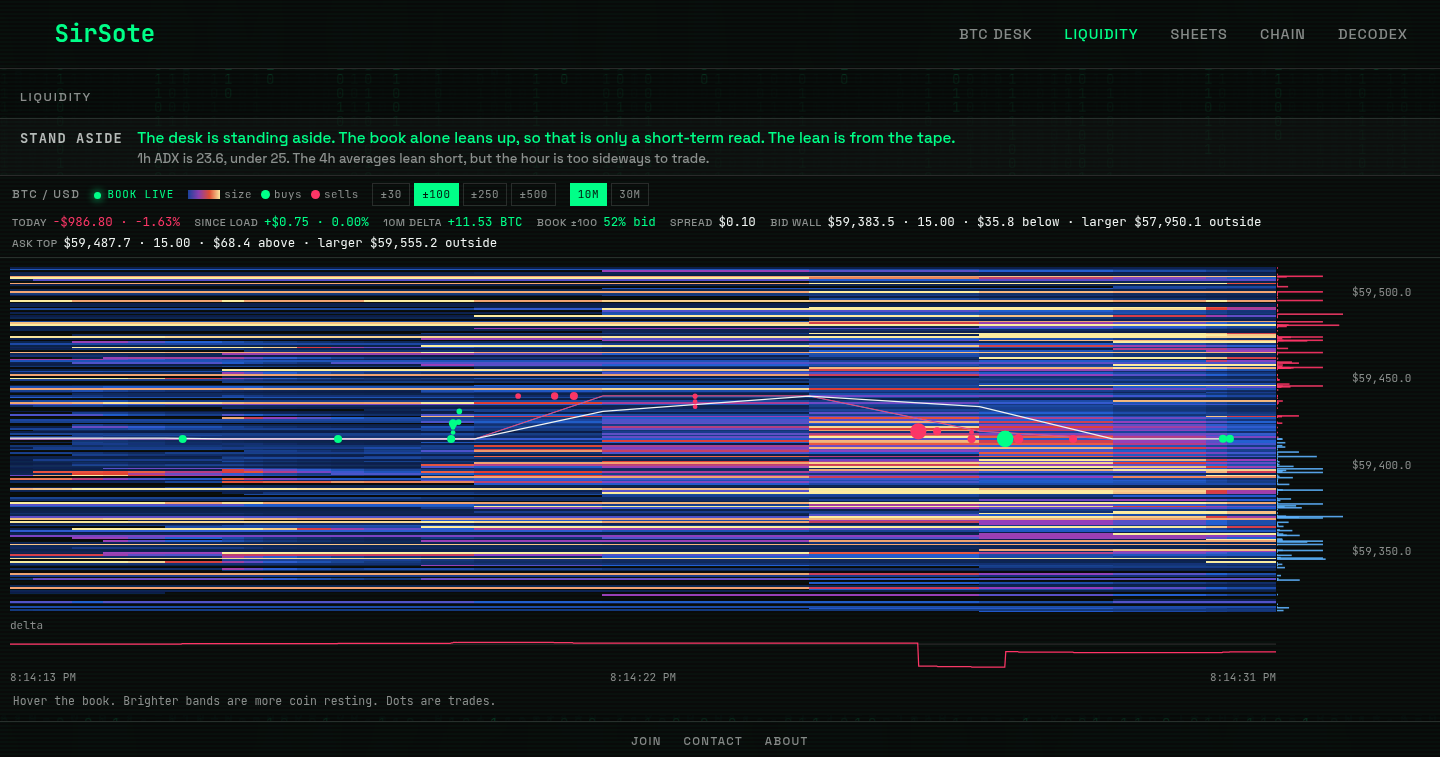 SirSote
BTC DESK LIQUIDITY SHEETS CHAIN DECODEX
LIQUIDITY
STAND ASIDE The desk is standing aside. The book alone leans up, so that is only a short-term read. The lean is from the tape.
1h ADX is 23.6, under 25. The 4h averages lean short, but the hour is too sideways to trade.
BTC / USD BOOK LIVE size buys sells ±30 ±100 ±250 ±500 10M 30M
TODAY -$986.80 · -1.63% SINCE LOAD +$0.75 · 0.00% 10M DELTA +11.53 BTC BOOK ±100 52% bid SPREAD $0.10 BID WALL $59,383.5 · 15.00 · $35.8 below · larger $57,950.1 outside
ASK TOP $59,487.7 · 15.00 · $68.4 above · larger $59,555.2 outside
$59,500.0
$59,450.0
$59,400.0
$59,350.0
delta
8:14:13 PM 8:14:22 PM 8:14:31 PM
Hover the book. Brighter bands are more coin resting. Dots are trades.
JOIN CONTACT ABOUT